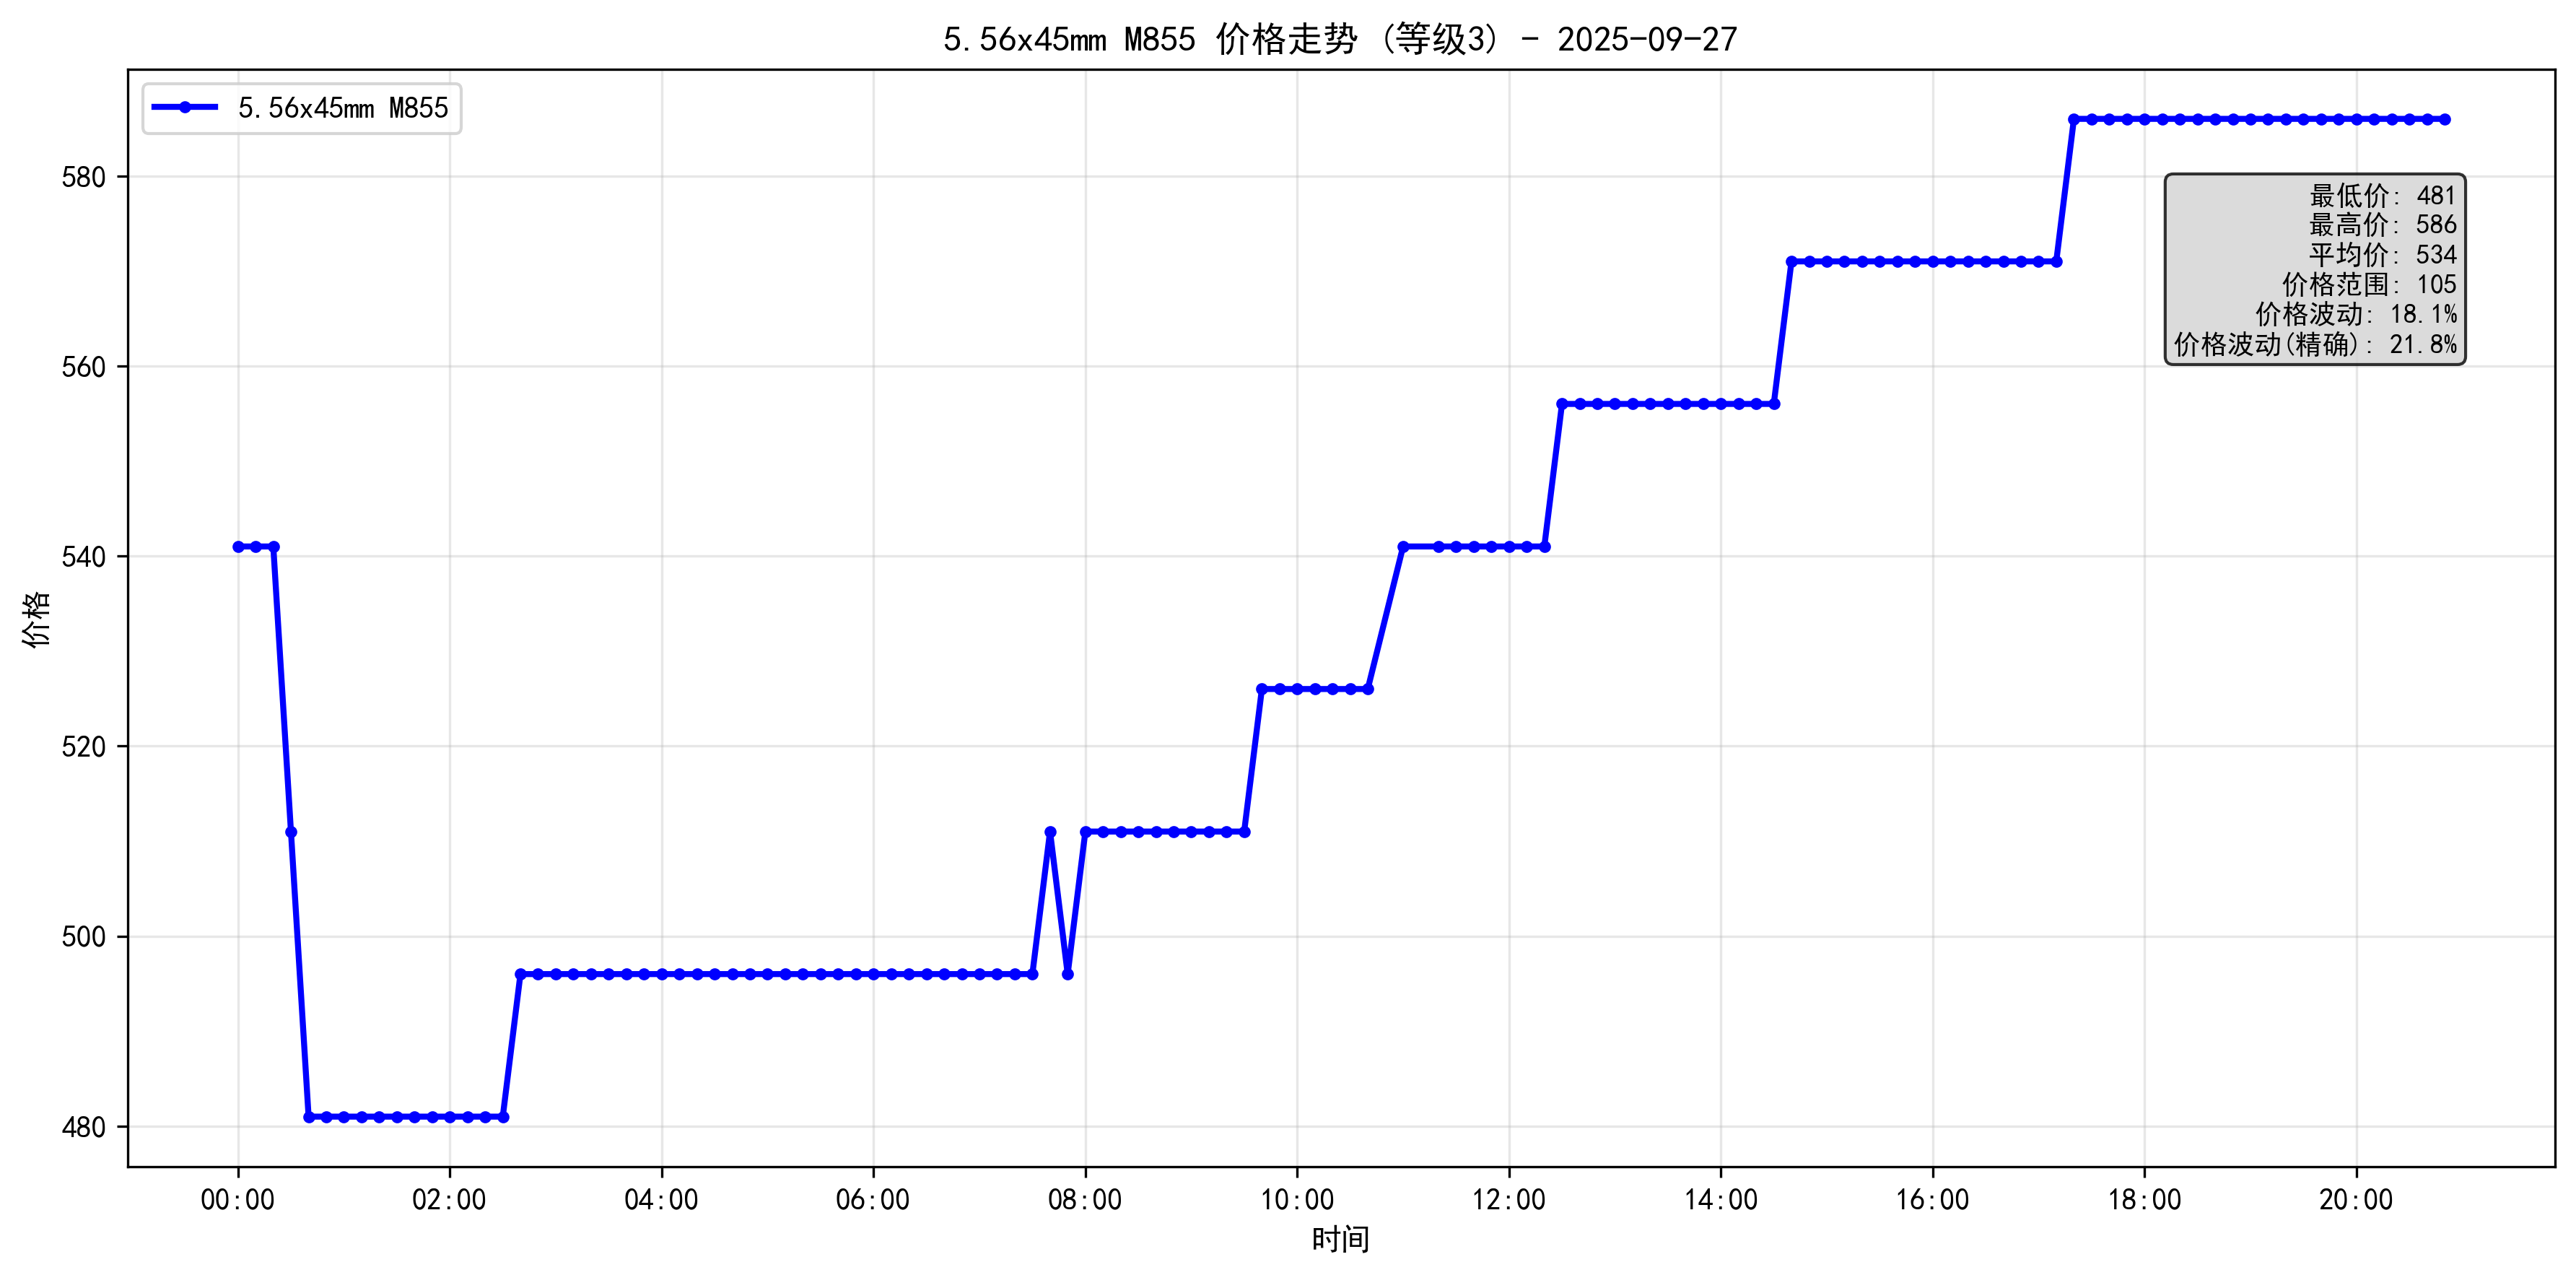 5.56x45mm M855 价格走势 (等级3) - 2025-09-27
5.56x45mm M855
580
560
540
520
500
480
价格
最低价: 481
最高价: 586
平均价: 534
价格范围: 105
价格波动: 18.1%
价格波动(精确): 21.8%
00:00 02:00 04:00 06:00 08:00 10:00 12:00 14:00 16:00 18:00 20:00
时间